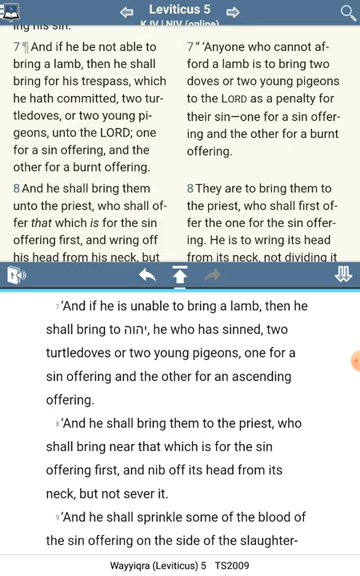 Leviticus 5
KJV | NIV (online)
ing his sin.
7 ¶ And if he be not able to
bring a lamb, then he shall
bring for his trespass, which
he hath committed, two tur-
tledoves, or two young pi-
geons, unto the LORD; one
for a sin offering, and the
other for a burnt offering.
8 And he shall bring them
unto the priest, who shall of-
fer that which is for the sin
offering first, and wring off
his head from his neck, but
7 “ ‘Anyone who cannot af-
ford a lamb is to bring two
doves or two young pigeons
to the LORD as a penalty for
their sin—one for a sin offer-
ing and the other for a burnt
offering.
8 They are to bring them to
the priest, who shall first of-
fer the one for the sin offer-
ing. He is to wring its head
from its neck, not dividing it
7 ‘And if he is unable to bring a lamb, then he
shall bring to יהוה, he who has sinned, two
turtledoves or two young pigeons, one for a
sin offering and the other for an ascending
offering.
8 ‘And he shall bring them to the priest, who
shall bring near that which is for the sin
offering first, and nib off its head from its
neck, but not sever it.
9 ‘And he shall sprinkle some of the blood of
the sin offering on the side of the slaughter-
Wayyiqra (Leviticus) 5 TS2009